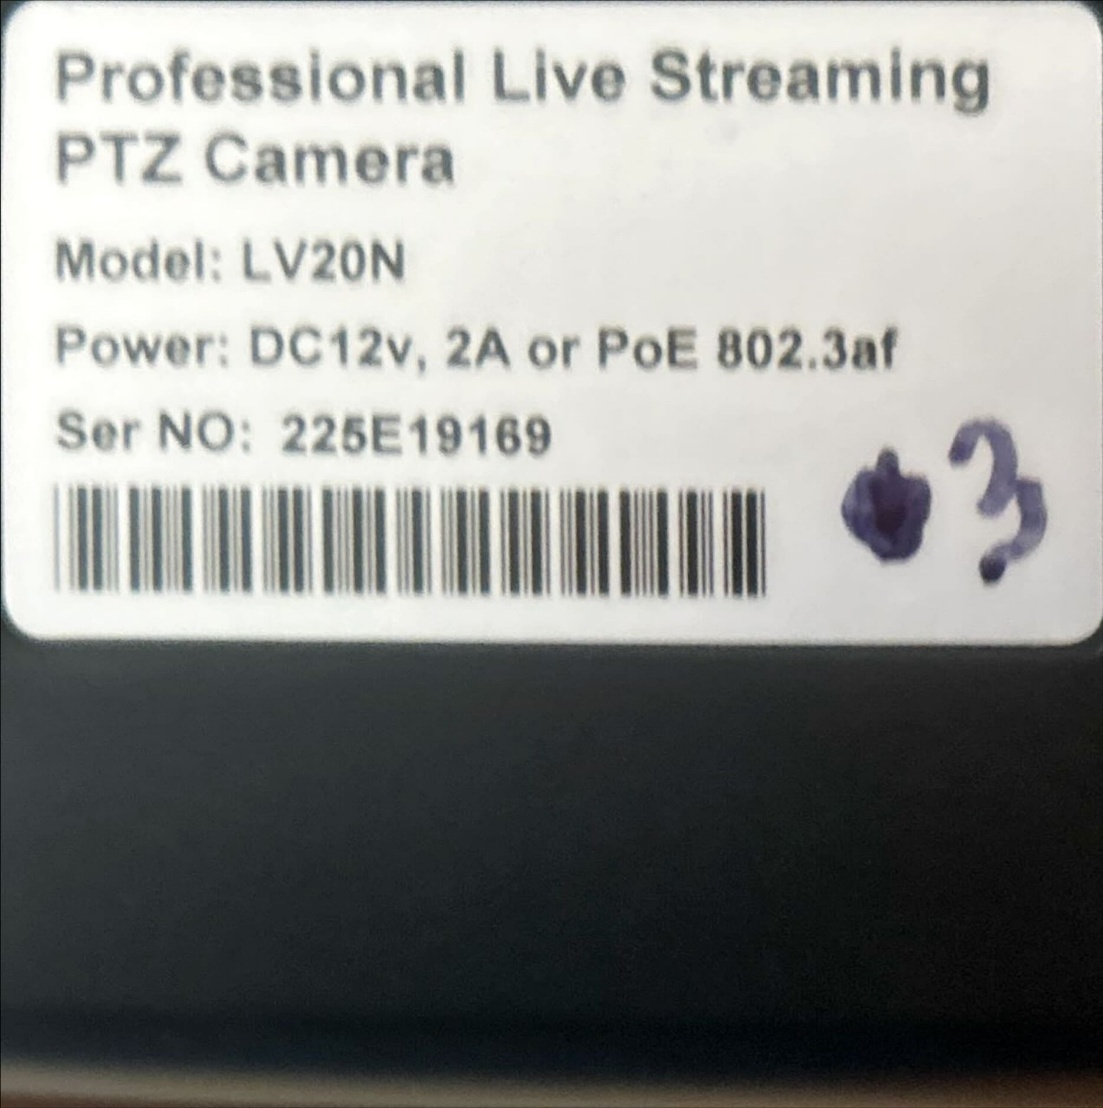 Professional Live Streaming
PTZ Camera
Model: LV20N
Power: DC12v, 2A or PoE 802.3af
Ser NO: 225E19169
3